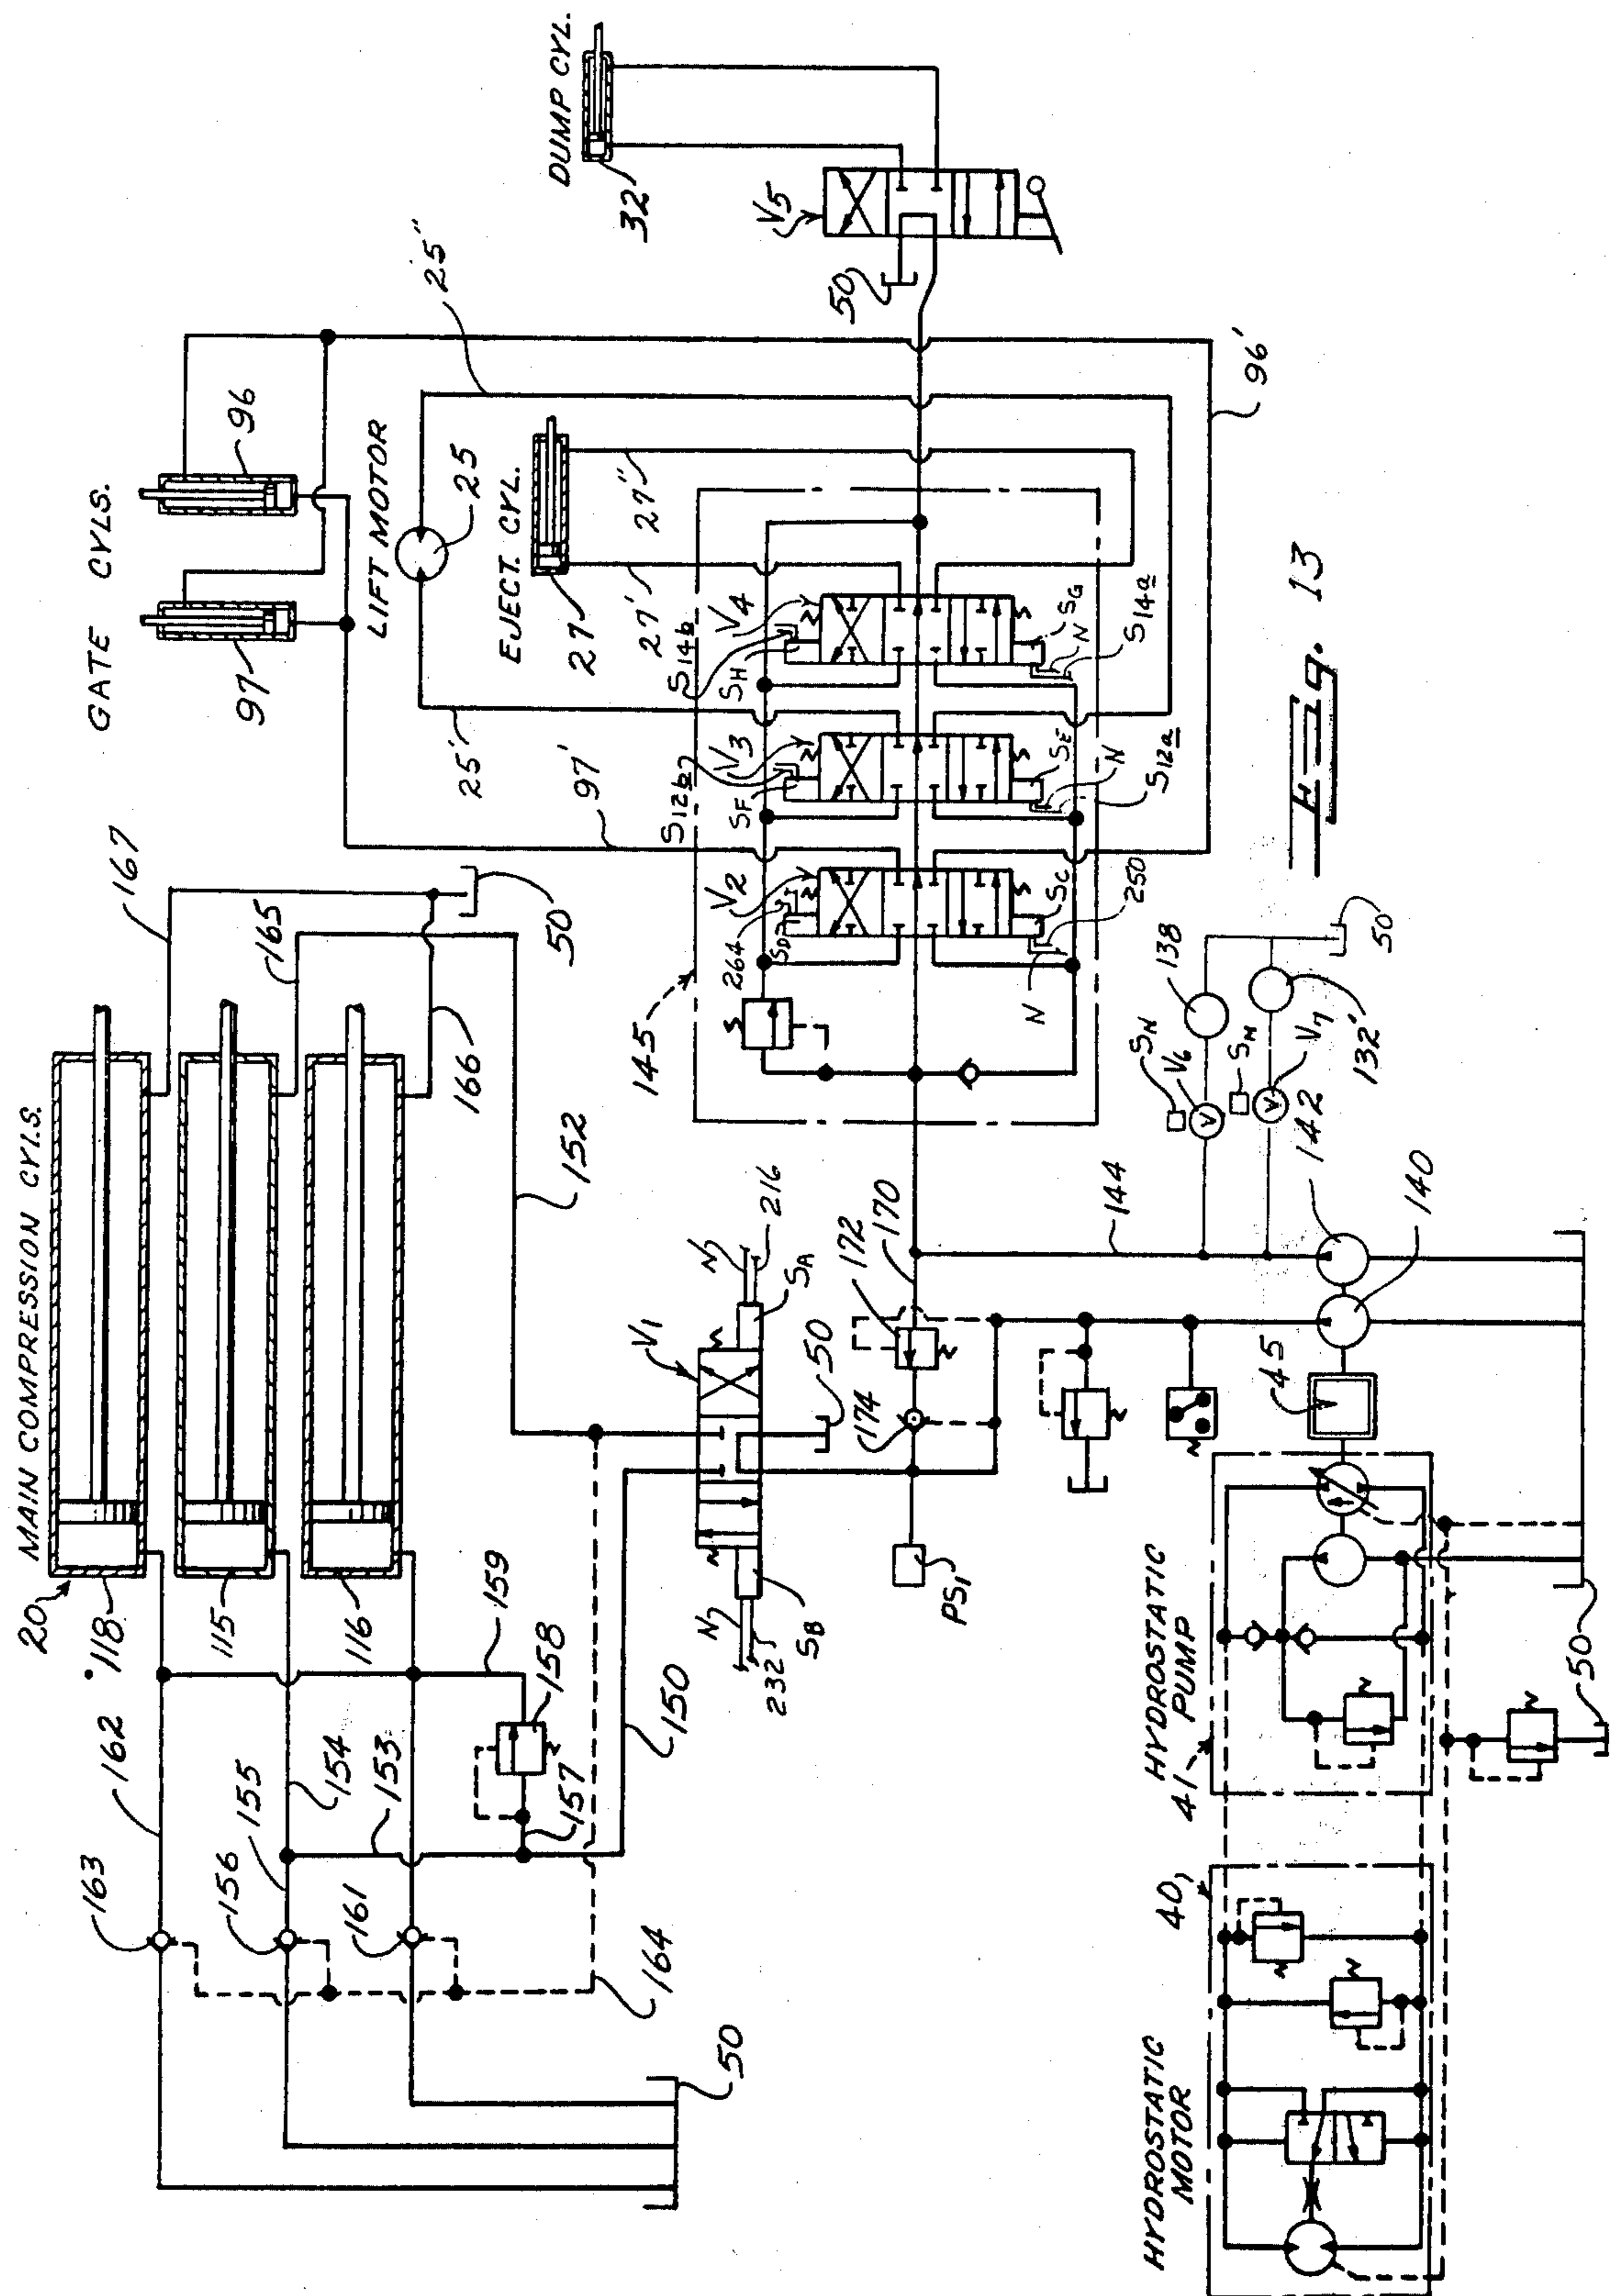 MAIN COMPRESSION CYLS.
20
118
115
116
162
163
155
156
154
153
161
159
158
157
164
150
152
165
166
167
50
50
GATE CYLS.
97
96
LIFT MOTOR
25
25'
25"
EJECT. CYL.
27
27'
27"
DUMP CYL.
32
V5
50
97'
96'
145
V2
V3
V4
264
SD
S12b
SF
S14b
SH
SC
250
N
SE
N
S12a
SG
N
S14a
V1
N
216
SA
N
232
SB
50
PS1
174
172
170
144
SN
V6
138
SM
V7
132'
50
142
140
45
HYDROSTATIC
PUMP
41
50
50
HYDROSTATIC
MOTOR
40
Fig. 13